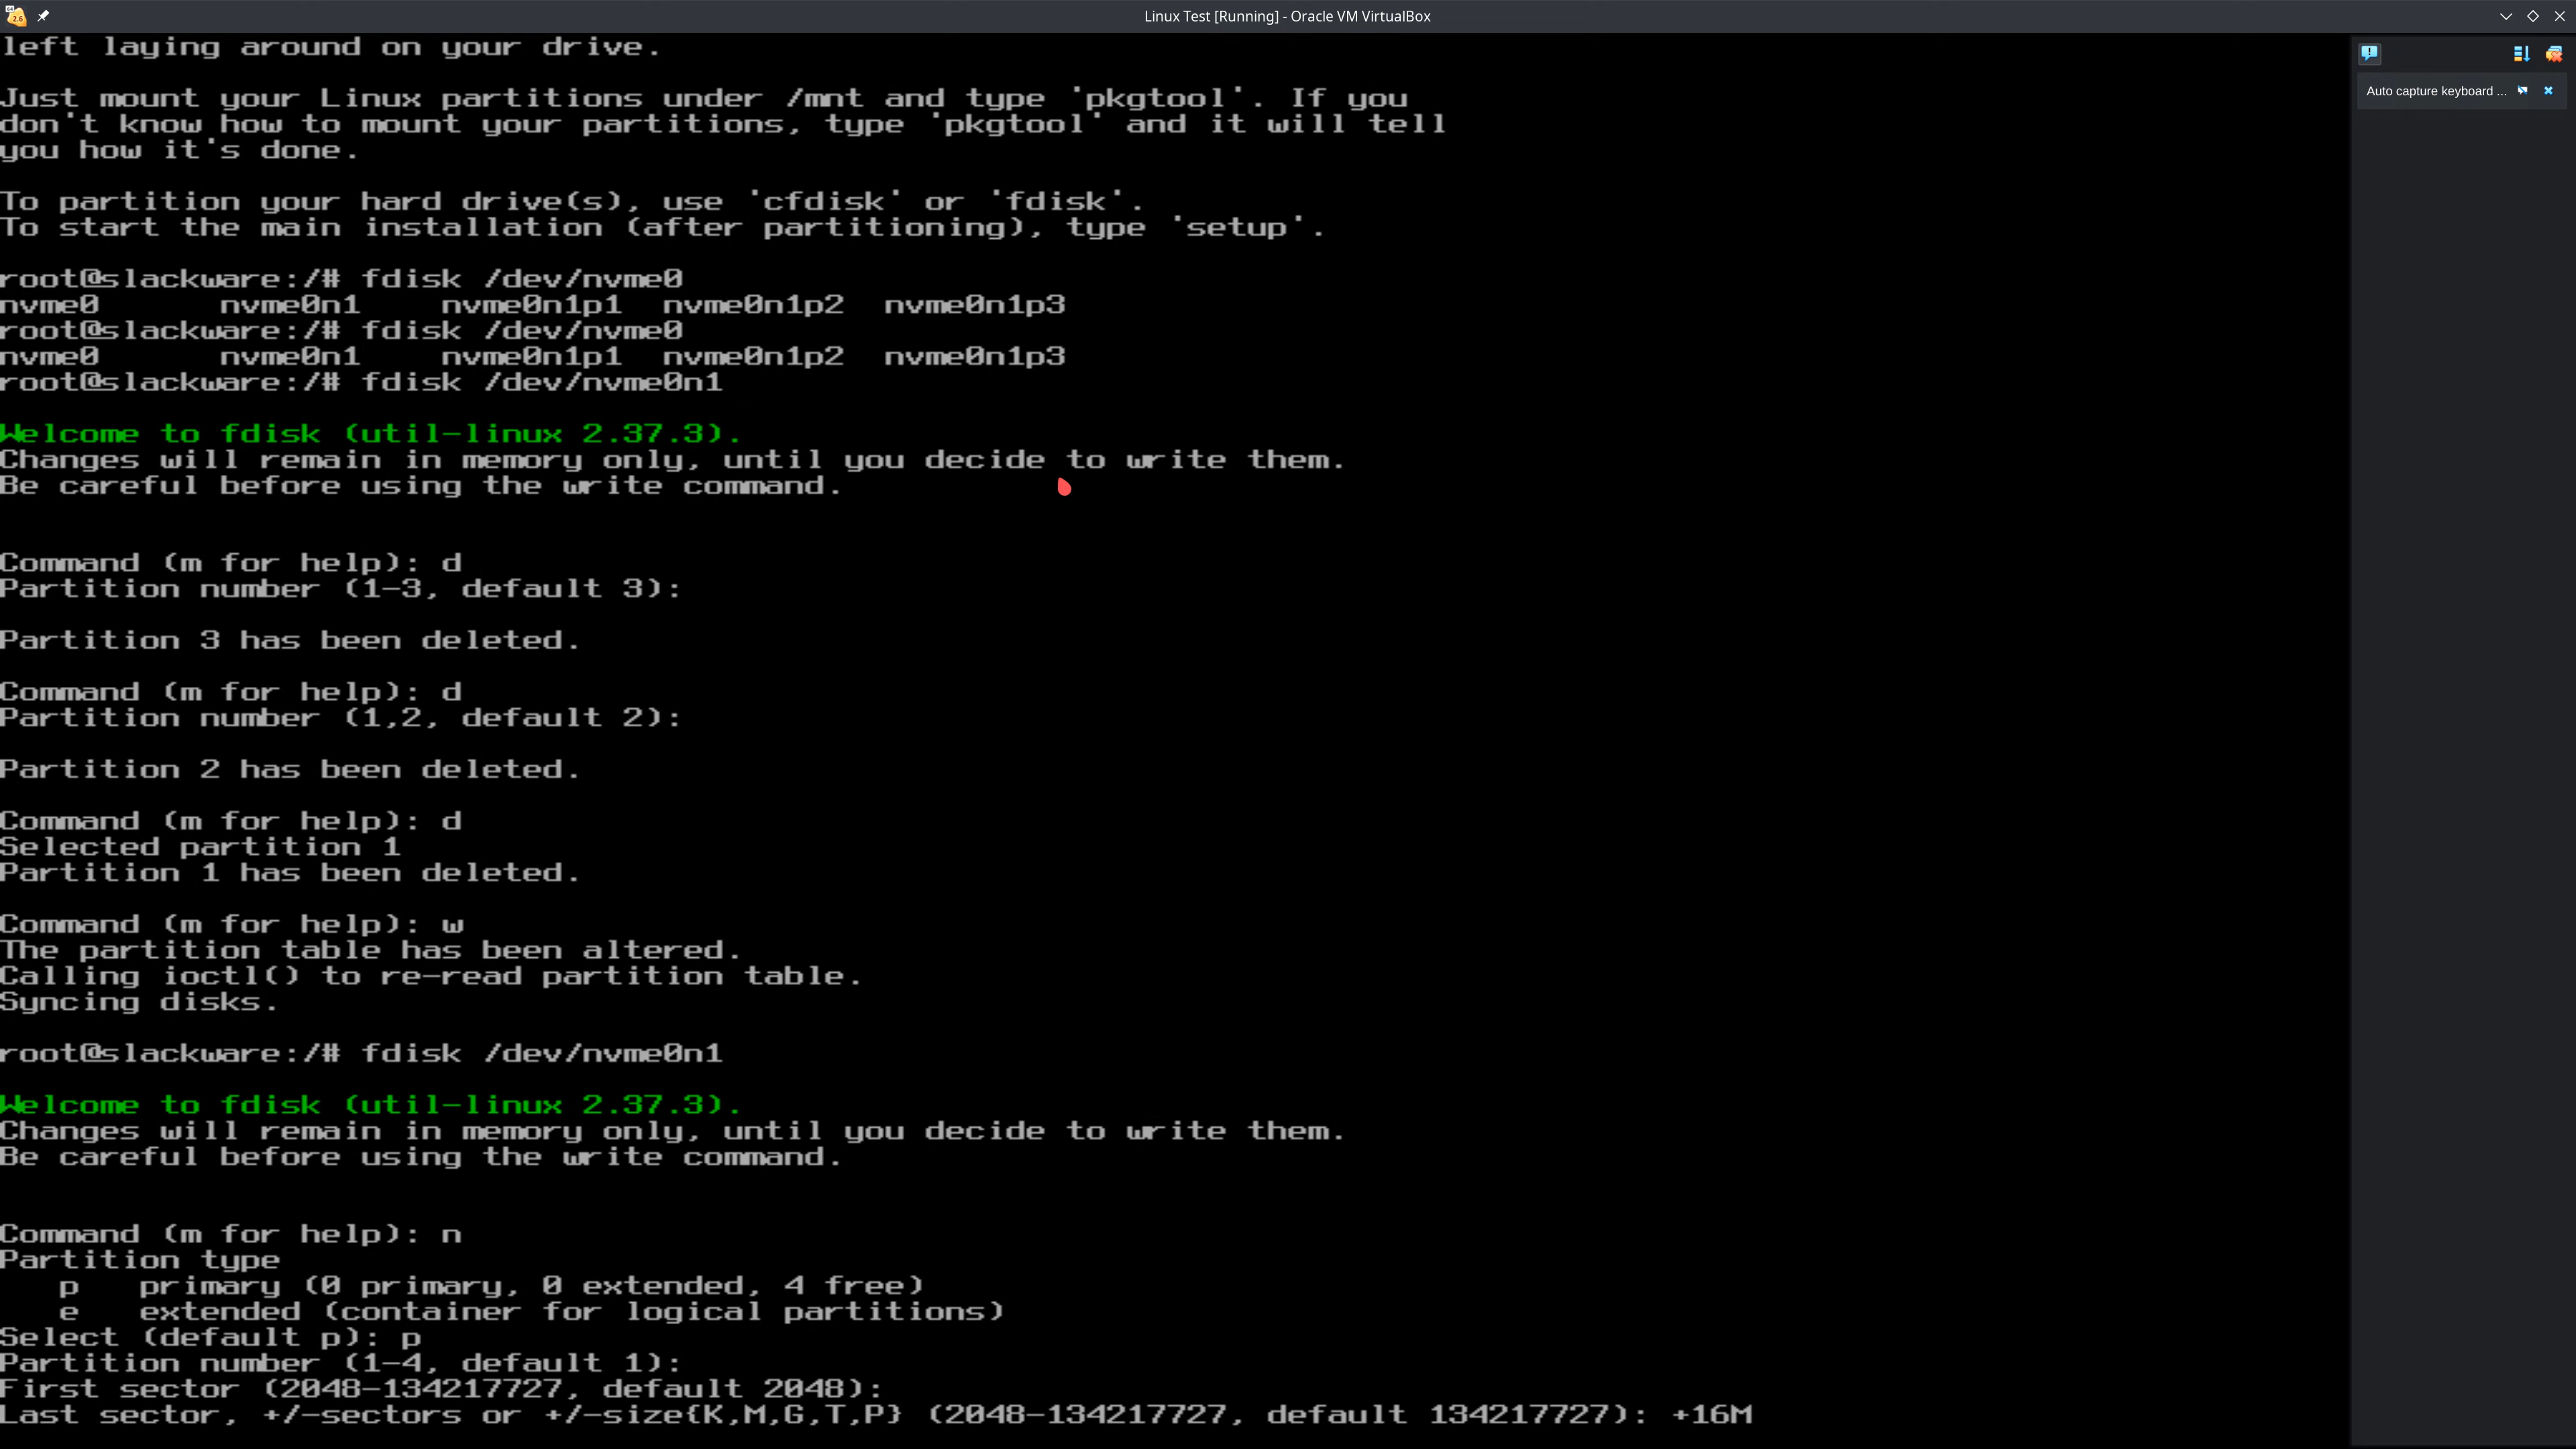 Linux Test [Running] - Oracle VM VirtualBox
left laying around on your drive.
Just mount your Linux partitions under /mnt and type 'pkgtool'. If you
don't know how to mount your partitions, type 'pkgtool' and it will tell
you how it's done.
To partition your hard drive(s), use 'cfdisk' or 'fdisk'.
To start the main installation (after partitioning), type 'setup'.
root@slackware:/# fdisk /dev/nvme0
nvme0      nvme0n1    nvme0n1p1  nvme0n1p2  nvme0n1p3
root@slackware:/# fdisk /dev/nvme0
nvme0      nvme0n1    nvme0n1p1  nvme0n1p2  nvme0n1p3
root@slackware:/# fdisk /dev/nvme0n1
Welcome to fdisk (util-linux 2.37.3).
Changes will remain in memory only, until you decide to write them.
Be careful before using the write command.
Command (m for help): d
Partition number (1-3, default 3):
Partition 3 has been deleted.
Command (m for help): d
Partition number (1,2, default 2):
Partition 2 has been deleted.
Command (m for help): d
Selected partition 1
Partition 1 has been deleted.
Command (m for help): w
The partition table has been altered.
Calling ioctl() to re-read partition table.
Syncing disks.
root@slackware:/# fdisk /dev/nvme0n1
Welcome to fdisk (util-linux 2.37.3).
Changes will remain in memory only, until you decide to write them.
Be careful before using the write command.
Command (m for help): n
Partition type
   p   primary (0 primary, 0 extended, 4 free)
   e   extended (container for logical partitions)
Select (default p): p
Partition number (1-4, default 1):
First sector (2048-134217727, default 2048):
Last sector, +/-sectors or +/-size{K,M,G,T,P} (2048-134217727, default 134217727): +16M
Auto capture keyboard ...